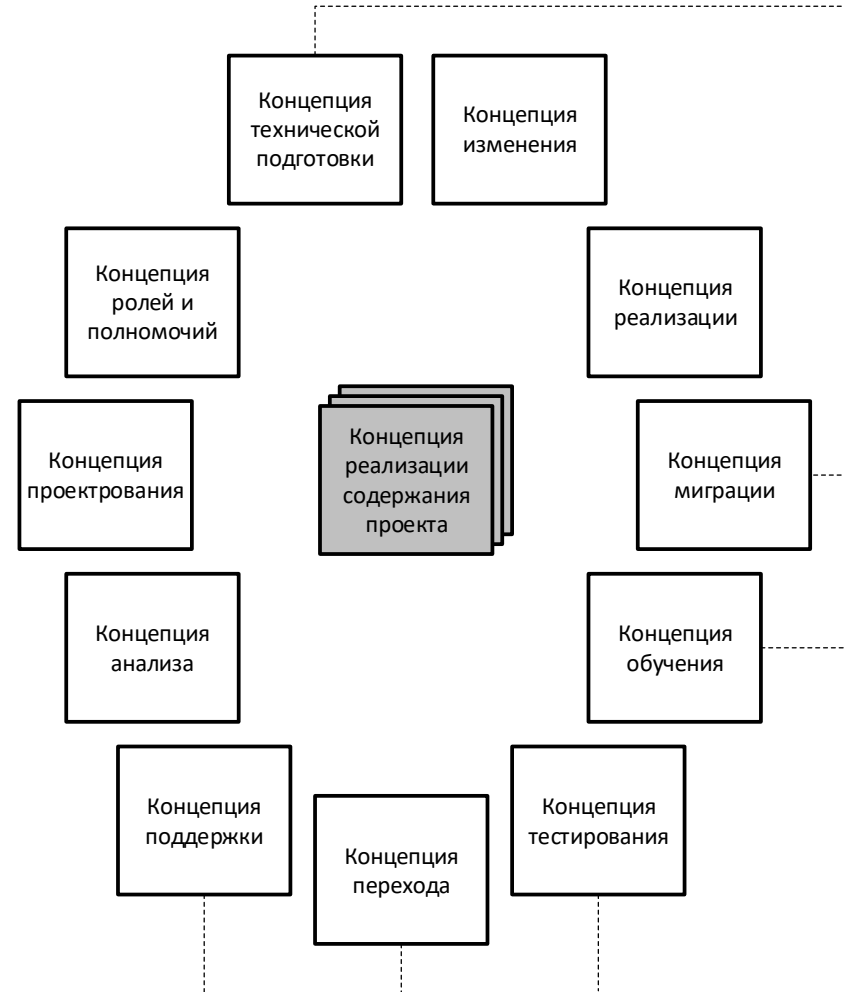 Концепция
технической
подготовки
Концепция
изменения
Концепция
ролей и
полномочий
Концепция
реализации
Концепция
проектрования
Концепция
реализации
содержания
проекта
Концепция
миграции
Концепция
анализа
Концепция
обучения
Концепция
поддержки
Концепция
перехода
Концепция
тестирования